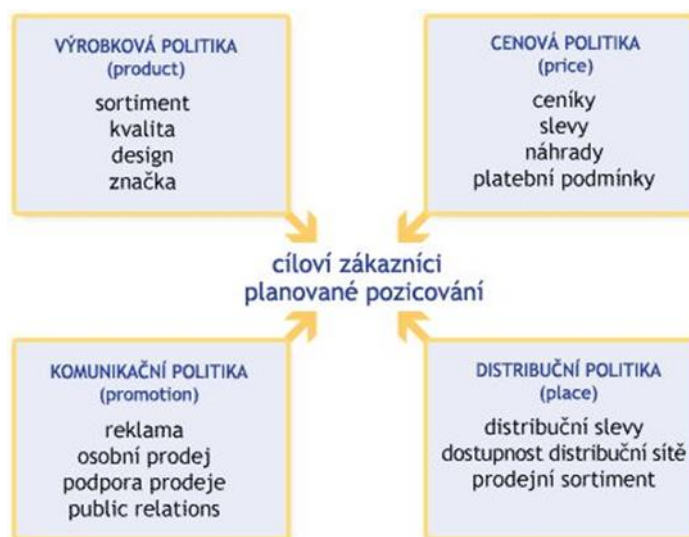 VÝROBKOVÁ POLITIKA
(product)
sortiment
kvalita
design
značka
CENOVÁ POLITIKA
(price)
ceníky
slevy
náhrady
platební podmínky
cíloví zákazníci
planované pozicování
KOMUNIKAČNÍ POLITIKA
(promotion)
reklama
osobní prodej
podpora prodeje
public relations
DISTRIBUČNÍ POLITIKA
(place)
distribuční slevy
dostupnost distribuční sítě
prodejní sortiment